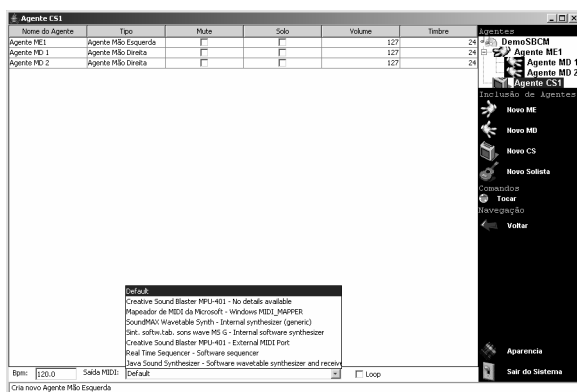 Agente CS1
Nome do Agente Tipo Mute Solo Volume Timbre
Agente ME1 Agente Mão Esquerda 127 24
Agente MD 1 Agente Mão Direita 127 24
Agente MD 2 Agente Mão Direita 127 24
Agentes
DemoSBCM
Agente ME1
Agente MD 1
Agente MD 2
Agente CS1
Inclusão de Agentes
Novo ME
Novo MD
Novo CS
Novo Solista
Comandos
Tocar
Navegação
Voltar
Default
Creative Sound Blaster MPU-401 - No details available
Mapeador de MIDI da Microsoft - Windows MIDI_MAPPER
SoundMAX Wavetable Synth - Internal synthesizer (generic)
Sint. softw.tab. sons wave MS G - Internal software synthesizer
Creative Sound Blaster MPU-401 - External MIDI Port
Real Time Sequencer - Software sequencer
Java Sound Synthesizer - Software wavetable synthesizer and receiv
Bpm: 120.0 Saída MIDI: Default Loop
Aparencia
Sair do Sistema
Cria novo Agente Mão Esquerda